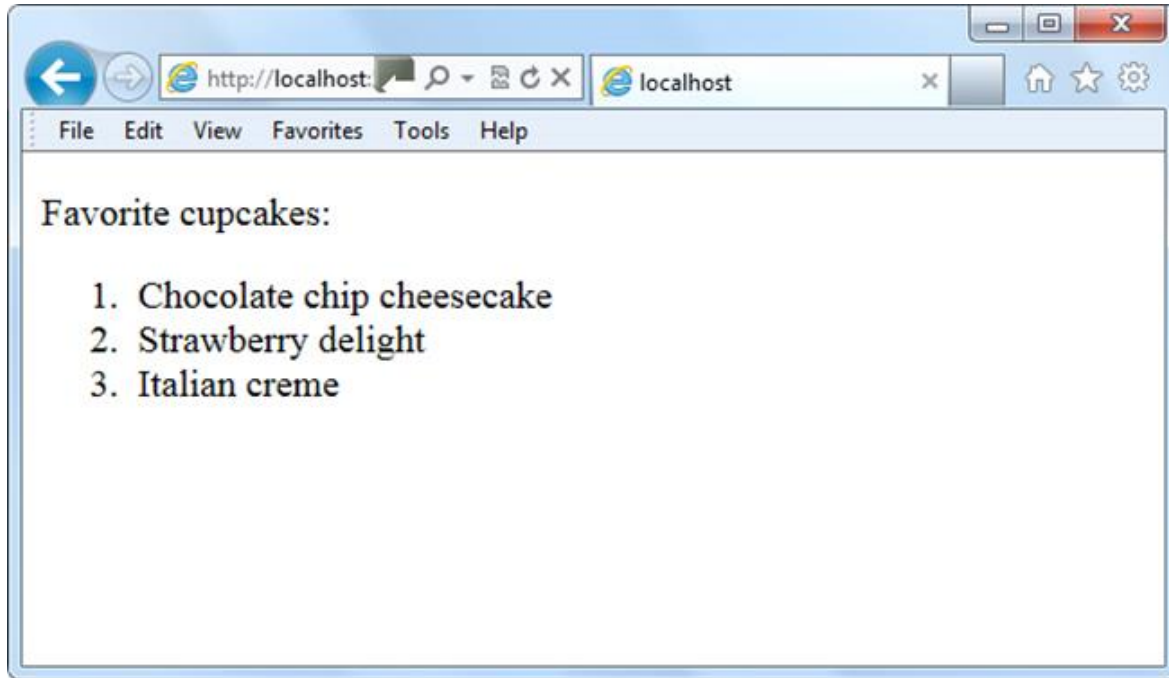 http://localhost:
localhost
File Edit View Favorites Tools Help
Favorite cupcakes:
1. Chocolate chip cheesecake
2. Strawberry delight
3. Italian creme